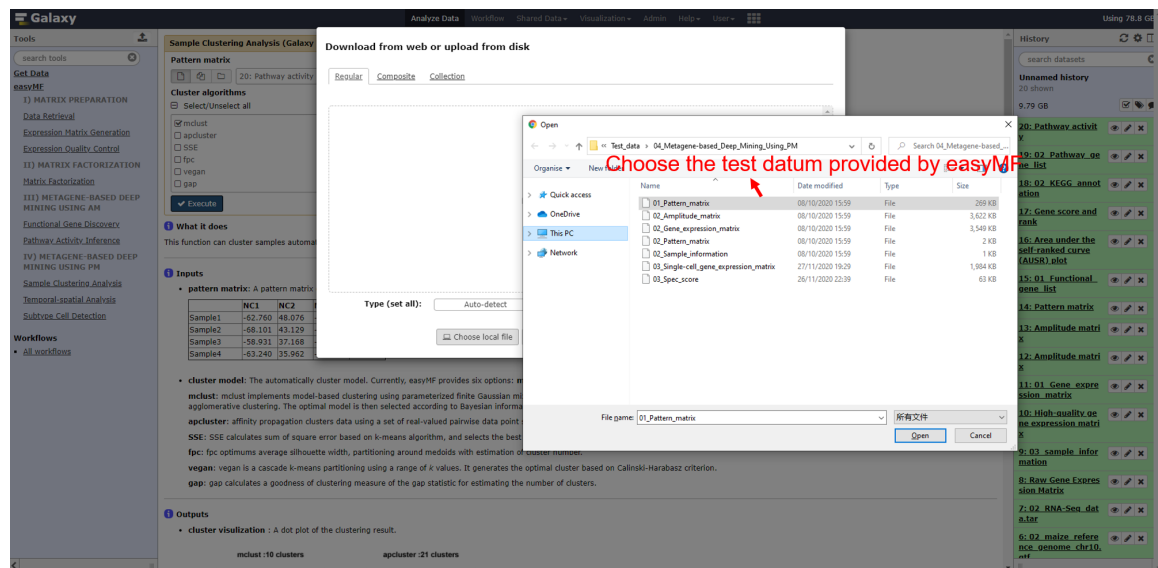 Galaxy
Analyze Data Workflow Shared Data Visualization Admin Help User
Using 78.8 GB
Tools
search tools
Get Data
easyMF
I) MATRIX PREPARATION
Data Retrieval
Expression Matrix Generation
Expression Quality Control
II) MATRIX FACTORIZATION
Matrix Factorization
III) METAGENE-BASED DEEP
MINING USING AM
Functional Gene Discovery
Pathway Activity Inference
IV) METAGENE-BASED DEEP
MINING USING PM
Sample Clustering Analysis
Temporal-spatial Analysis
Subtype Cell Detection
Workflows
All workflows
Sample Clustering Analysis (Galaxy
Pattern matrix
20: Pathway activity
Cluster algorithms
Select/Unselect all
mclust
apcluster
SSE
fpc
vegan
gap
Execute
What it does
This function can cluster samples automa
Inputs
• pattern matrix: A pattern matrix
NC1 NC2
Sample1 -62.760 48.076
Sample2 -68.101 43.129
Sample3 -58.931 37.168
Sample4 -63.240 35.962
• cluster model: The automatically cluster model. Currently, easyMF provides six options: m
mclust: mclust implements model-based clustering using parameterized finite Gaussian mi
agglomerative clustering. The optimal model is then selected according to Bayesian informa
apcluster: affinity propagation clusters data using a set of real-valued pairwise data point
SSE: SSE calculates sum of square error based on k-means algorithm, and selects the best
fpc: fpc optimums average silhouette width, partitioning around medoids with estimation of cluster number.
vegan: vegan is a cascade k-means partitioning using a range of k values. It generates the optimal cluster based on Calinski-Harabasz criterion.
gap: gap calculates a goodness of clustering measure of the gap statistic for estimating the number of clusters.
Outputs
• cluster visulization : A dot plot of the clustering result.
mclust :10 clusters apcluster :21 clusters
Download from web or upload from disk
Regular Composite Collection
Type (set all): Auto-detect
Choose local file
Open
« Test_data › 04_Metagene-based_Deep_Mining_Using_PM
Search 04_Metagene-based_...
Organise New folder
Choose the test datum provided by easyMF
Quick access
OneDrive
This PC
Network
Name Date modified Type Size
01_Pattern_matrix 08/10/2020 15:59 File 269 KB
02_Amplitude_matrix 08/10/2020 15:59 File 3,622 KB
02_Gene_expression_matrix 08/10/2020 15:59 File 3,549 KB
02_Pattern_matrix 08/10/2020 15:59 File 2 KB
02_Sample_information 08/10/2020 15:59 File 1 KB
03_Single-cell_gene_expression_matrix 27/11/2020 19:29 File 1,984 KB
03_Spec_score 26/11/2020 22:39 File 63 KB
File name: 01_Pattern_matrix
所有文件
Open Cancel
History
search datasets
Unnamed history
20 shown
9.79 GB
20: Pathway activit
y
19: 02_Pathway_ge
ne_list
18: 02_KEGG_annot
ation
17: Gene score and
rank
16: Area under the
self-ranked curve
(AUSR) plot
15: 01_Functional_
gene_list
14: Pattern matrix
13: Amplitude matri
x
12: Amplitude matri
x
11: 01_Gene_expre
ssion_matrix
10: High-quality ge
ne expression matri
x
9: 03_sample_infor
mation
8: Raw Gene Expres
sion Matrix
7: 02_RNA-Seq_dat
a.tar
6: 02_maize_refere
nce_genome_chr10.
gtf